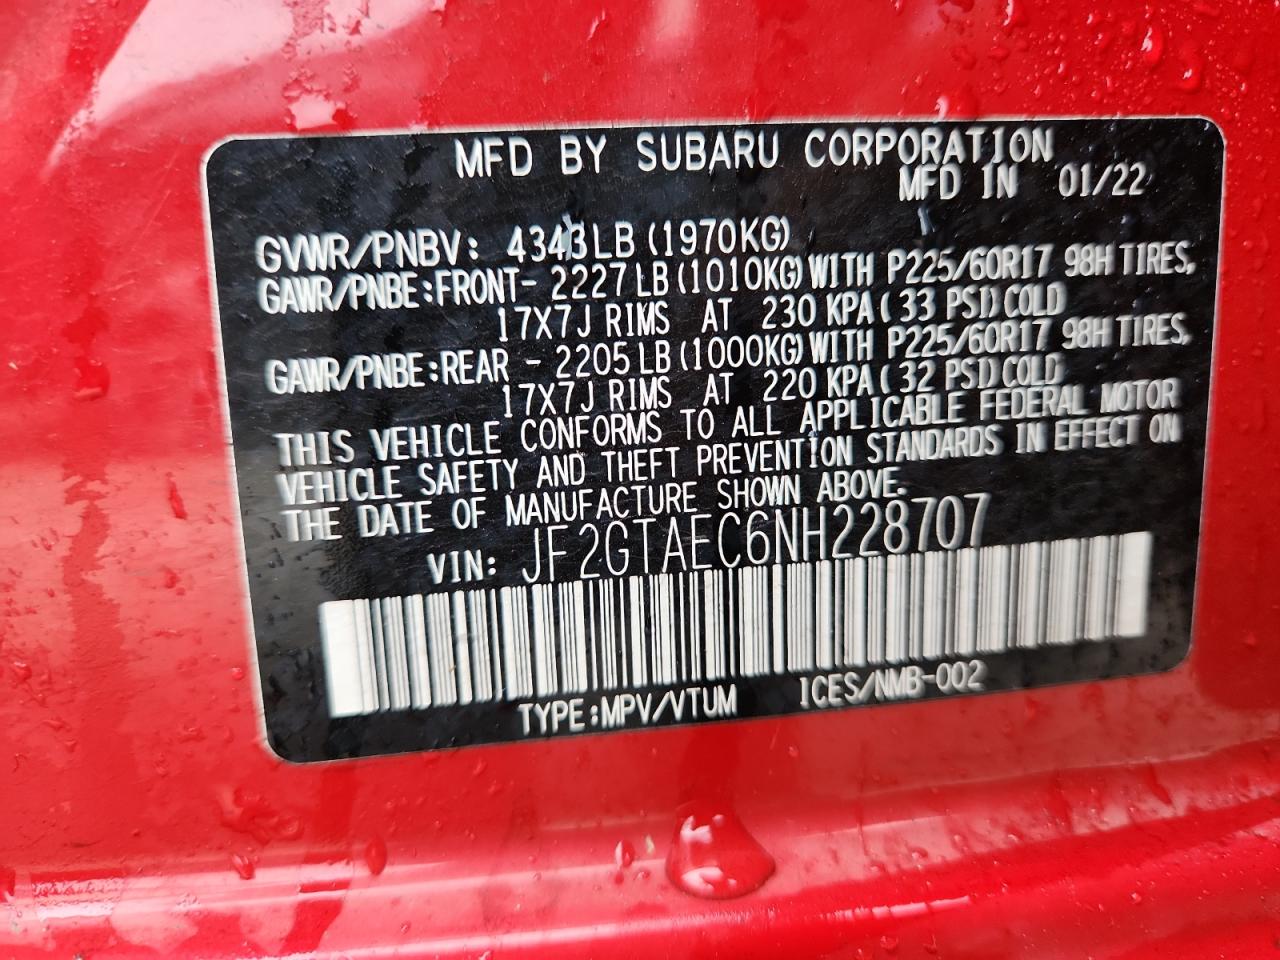 MFD BY SUBARU CORPORATION
MFD IN 01/22
GVWR/PNBV: 4343LB (1970KG)
GAWR/PNBE:FRONT- 2227LB (1010KG) WITH P225/60R17 98H TIRES,
17X7J RIMS AT 230 KPA ( 33 PSI) COLD
GAWR/PNBE:REAR - 2205LB (1000KG) WITH P225/60R17 98H TIRES,
17X7J RIMS AT 220 KPA ( 32 PSI) COLD
THIS VEHICLE CONFORMS TO ALL APPLICABLE FEDERAL MOTOR
VEHICLE SAFETY AND THEFT PREVENTION STANDARDS IN EFFECT ON
THE DATE OF MANUFACTURE SHOWN ABOVE.
VIN: JF2GTAEC6NH228707
TYPE:MPV/VTUM ICES/NMB-002